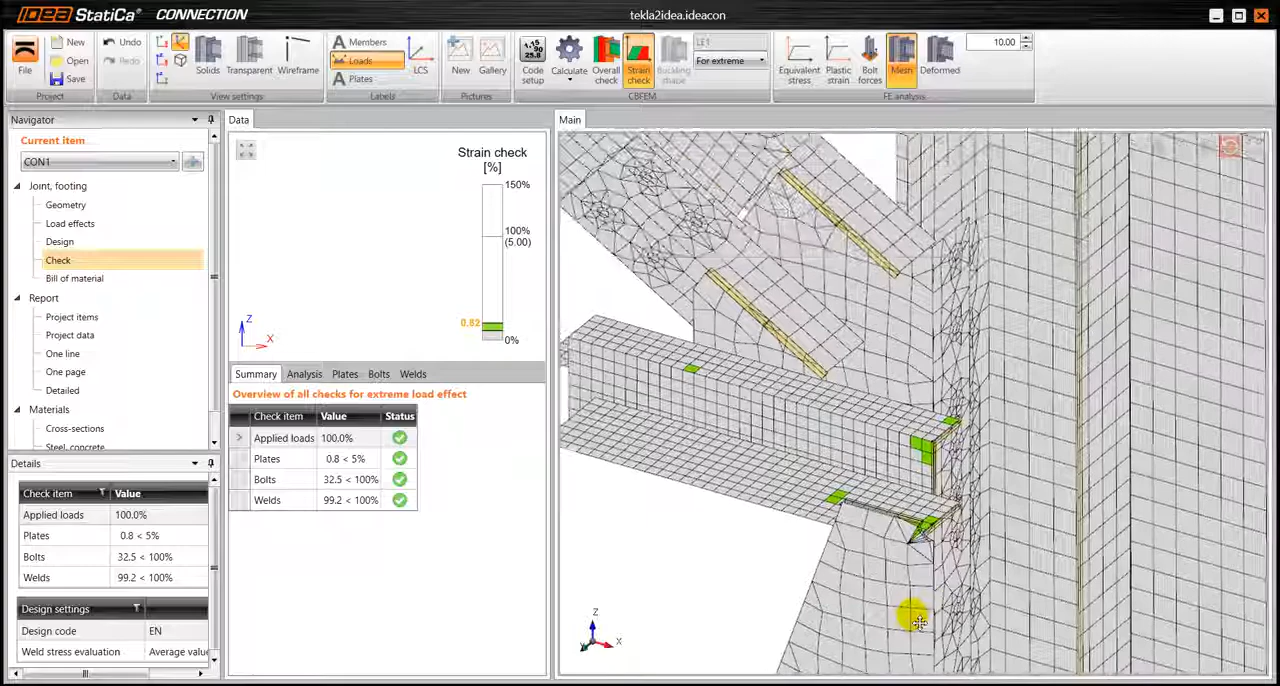 IDEA StatiCa® CONNECTION
tekla2idea.ideacon
File
New
Open
Save
Project
Undo
Redo
Data
Solids
Transparent
Wireframe
View settings
Members
Loads
Plates
LCS
Labels
New
Gallery
Pictures
Code setup
Calculate
Overall check
Strain check
Buckling shape
LE1
For extreme
CBFEM
Equivalent stress
Plastic strain
Bolt forces
Mesh
Deformed
10.00
FE analysis
Navigator
Current item
CON1
Joint, footing
Geometry
Load effects
Design
Check
Bill of material
Report
Project items
Project data
One line
One page
Detailed
Materials
Cross-sections
Steel, concrete
Details
Check item Value
Applied loads 100.0%
Plates 0.8 < 5%
Bolts 32.5 < 100%
Welds 99.2 < 100%
Design settings
Design code EN
Weld stress evaluation Average value
Data
Strain check
[%]
150%
100%
(5.00)
0.82
0%
Z
X
Summary Analysis Plates Bolts Welds
Overview of all checks for extreme load effect
Check item Value Status
Applied loads 100.0%
Plates 0.8 < 5%
Bolts 32.5 < 100%
Welds 99.2 < 100%
Main
Z
X